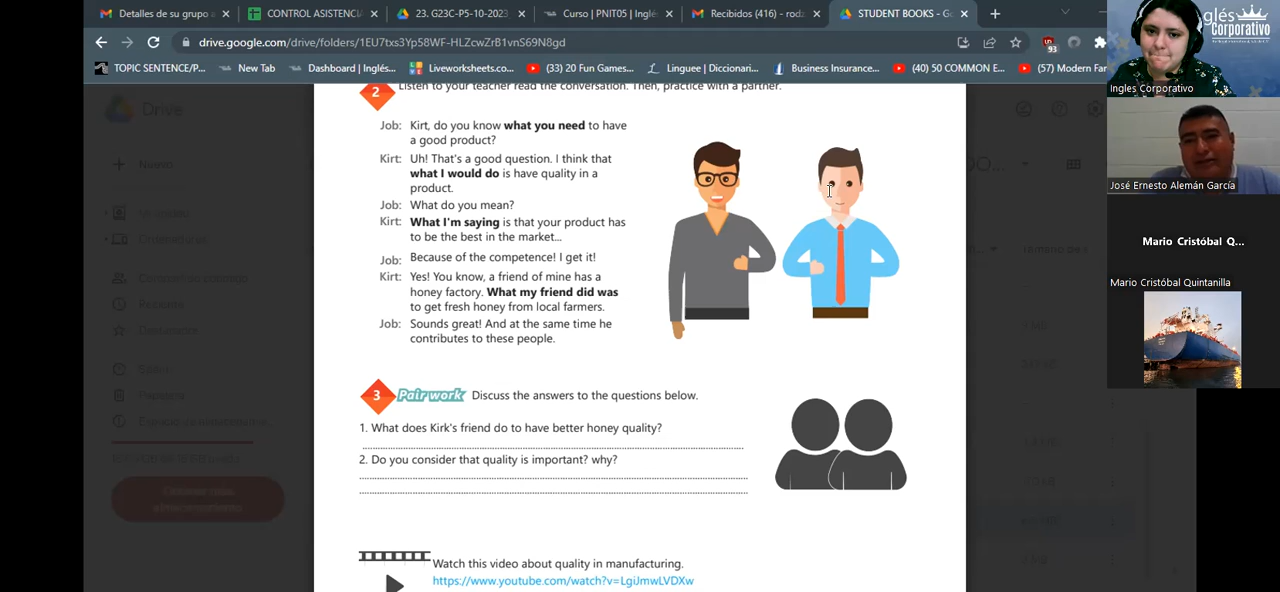 Detalles de su grupo a
CONTROL ASISTENCI
23. G23C-P5-10-2023
Curso | PNIT05 | Inglé
Recibidos (416) - rod
STUDENT BOOKS - G
drive.google.com/drive/folders/1EU7txs3Yp58WF-HLZcwZrB1vnS69N8gd
93
TOPIC SENTENCE/P...
New Tab
Dashboard | Inglés...
Liveworksheets.co...
(33) 20 Fun Games...
Linguee | Diccionari...
Business Insurance...
(40) 50 COMMON E...
(57) Modern Far
glés
Corporativo
Ingles Corporativo
José Ernesto Alemán García
Mario Cristóbal Q...
Mario Cristóbal Quintanilla
Drive
2 Listen to your teacher read the conversation. Then, practice with a partner.
Job: Kirt, do you know what you need to have
a good product?
Kirt: Uh! That's a good question. I think that
what I would do is have quality in a
product.
Job: What do you mean?
Kirt: What I'm saying is that your product has
to be the best in the market...
Job: Because of the competence! I get it!
Kirt: Yes! You know, a friend of mine has a
honey factory. What my friend did was
to get fresh honey from local farmers.
Job: Sounds great! And at the same time he
contributes to these people.
3 Pair work Discuss the answers to the questions below.
1. What does Kirk's friend do to have better honey quality?
2. Do you consider that quality is important? why?
Watch this video about quality in manufacturing.
https://www.youtube.com/watch?v=LgiJmwLVDXw